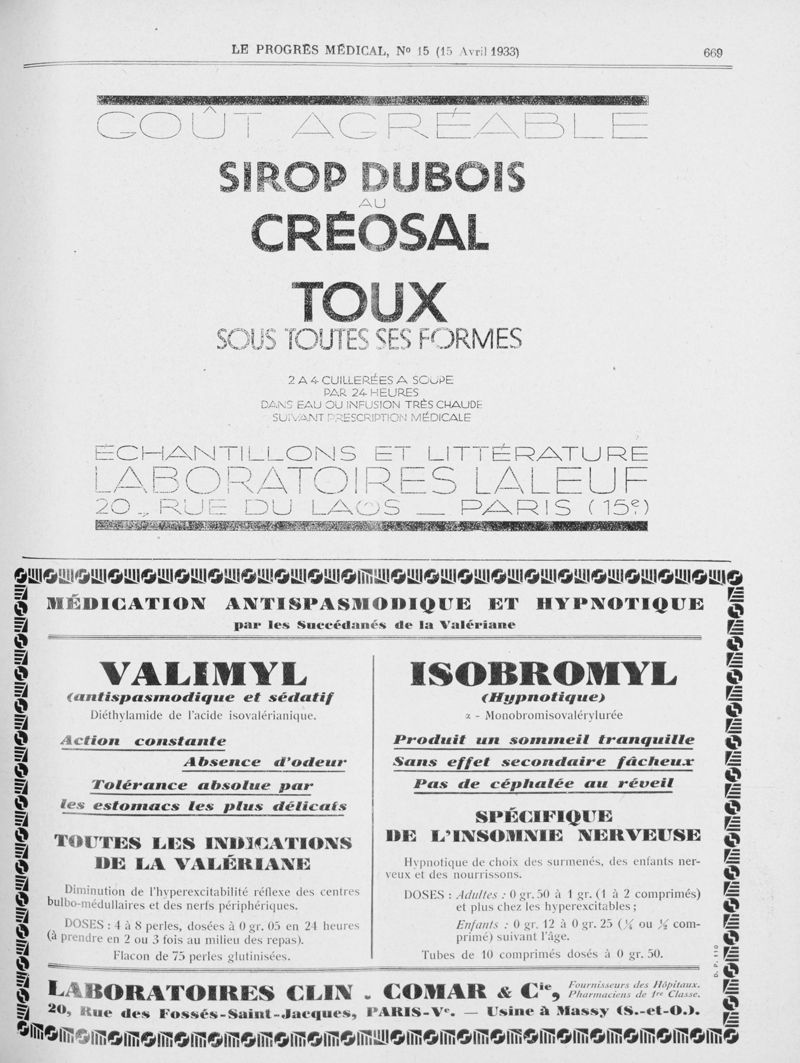 LE PROGRÈS MÉDICAL, No 15 (15 Avril 1933)
669
GOÛT AGRÉABLE
SIROP DUBOIS
AU
CRÉOSAL
TOUX
SOUS TOUTES SES FORMES
2 A 4 CUILLERÉES A SOUPE
PAR 24 HEURES
DANS EAU OU INFUSION TRÈS CHAUDE
SUIVANT PRESCRIPTION MÉDICALE
ÉCHANTILLONS ET LITTÉRATURE
LABORATOIRES LALEUF
20., RUE DU LAOS _ PARIS (15e)
MÉDICATION ANTISPASMODIQUE ET HYPNOTIQUE
par les Succédanés de la Valériane
VALIMYL
(antispasmodique et sédatif
Diéthylamide de l'acide isovalérianique.
Action constante
Absence d'odeur
Tolérance absolue par
les estomacs les plus délicats
TOUTES LES INDICATIONS
DE LA VALÉRIANE
Diminution de l'hyperexcitabilité réflexe des centres
bulbo-médullaires et des nerfs périphériques.
DOSES : 4 à 8 perles, dosées à 0 gr. 05 en 24 heures
(à prendre en 2 ou 3 fois au milieu des repas).
Flacon de 75 perles glutinisées.
ISOBROMYL
(Hypnotique)
α - Monobromisovalérylurée
Produit un sommeil tranquille
Sans effet secondaire fâcheux
Pas de céphalée au réveil
SPÉCIFIQUE
DE L'INSOMNIE NERVEUSE
Hypnotique de choix des surmenés, des enfants ner-
veux et des nourrissons.
DOSES : Adultes : 0 gr. 50 à 1 gr. (1 à 2 comprimés)
et plus chez les hyperexcitables ;
Enfants : 0 gr. 12 à 0 gr. 25 (¼ ou ½ com-
primé) suivant l'âge.
Tubes de 10 comprimés dosés à 0 gr. 50.
D. P. 110
LABORATOIRES CLIN . COMAR & Cie, Fournisseurs des Hôpitaux.
Pharmaciens de 1re Classe.
20, Rue des Fossés-Saint-Jacques, PARIS-Ve. — Usine à Massy (S.-et-O.).